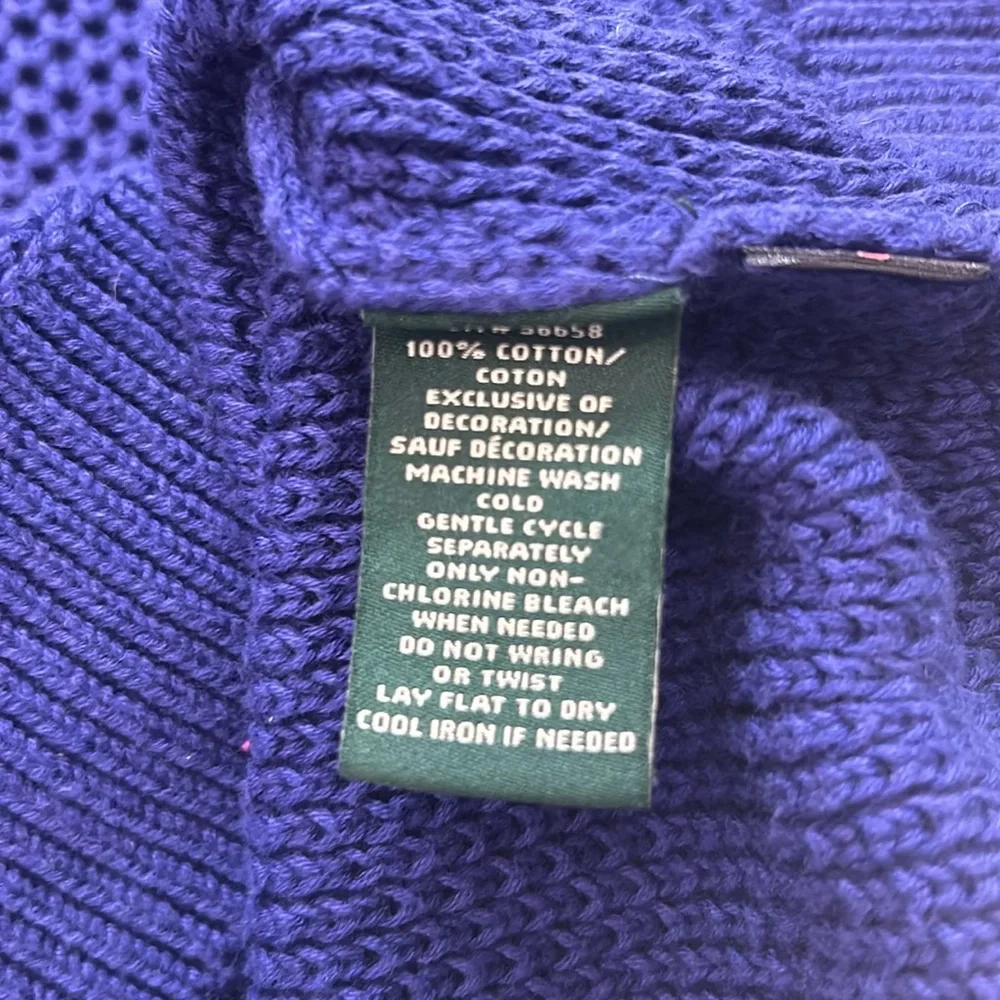 56658
100% COTTON/
COTON
EXCLUSIVE OF
DECORATION/
SAUF DÉCORATION
MACHINE WASH
COLD
GENTLE CYCLE
SEPARATELY
ONLY NON-
CHLORINE BLEACH
WHEN NEEDED
DO NOT WRING
OR TWIST
LAY FLAT TO DRY
COOL IRON IF NEEDED